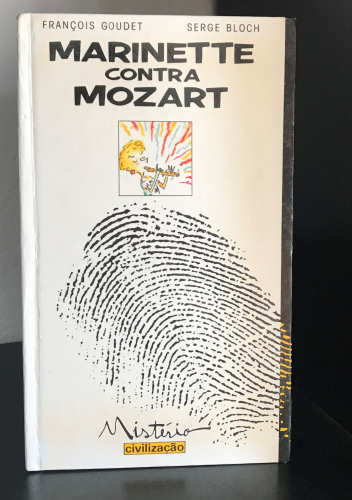 FRANÇOIS GOUDET SERGE BLOCH
MARINETTE
CONTRA
MOZART
Mistério
civilização